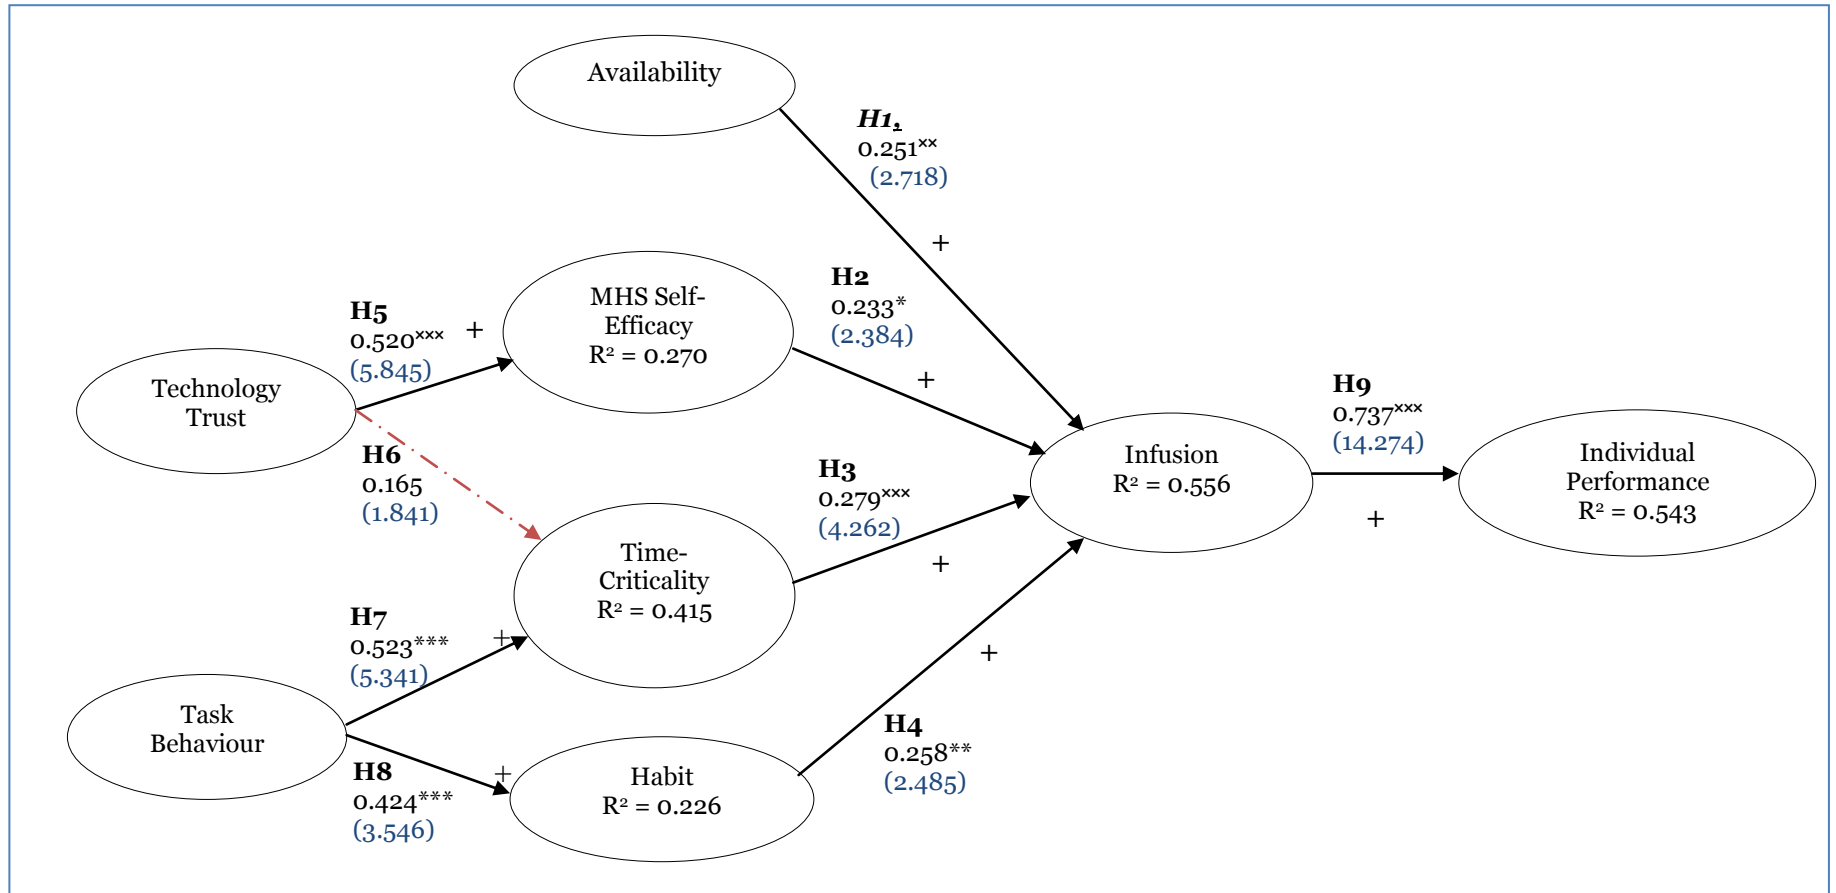 Availability
H1,
0.251ˣˣ
(2.718)
+
MHS Self-
Efficacy
R² = 0.270
H2
0.233*
(2.384)
+
H5
0.520ˣˣˣ
(5.845)
+
Technology
Trust
H6
0.165
(1.841)
H3
0.279ˣˣˣ
(4.262)
+
Infusion
R² = 0.556
H9
0.737ˣˣˣ
(14.274)
+
Individual
Performance
R² = 0.543
Time-
Criticality
R² = 0.415
H7
0.523***
(5.341)
+
Task
Behaviour
H8
0.424***
(3.546)
+
Habit
R² = 0.226
H4
0.258**
(2.485)
+